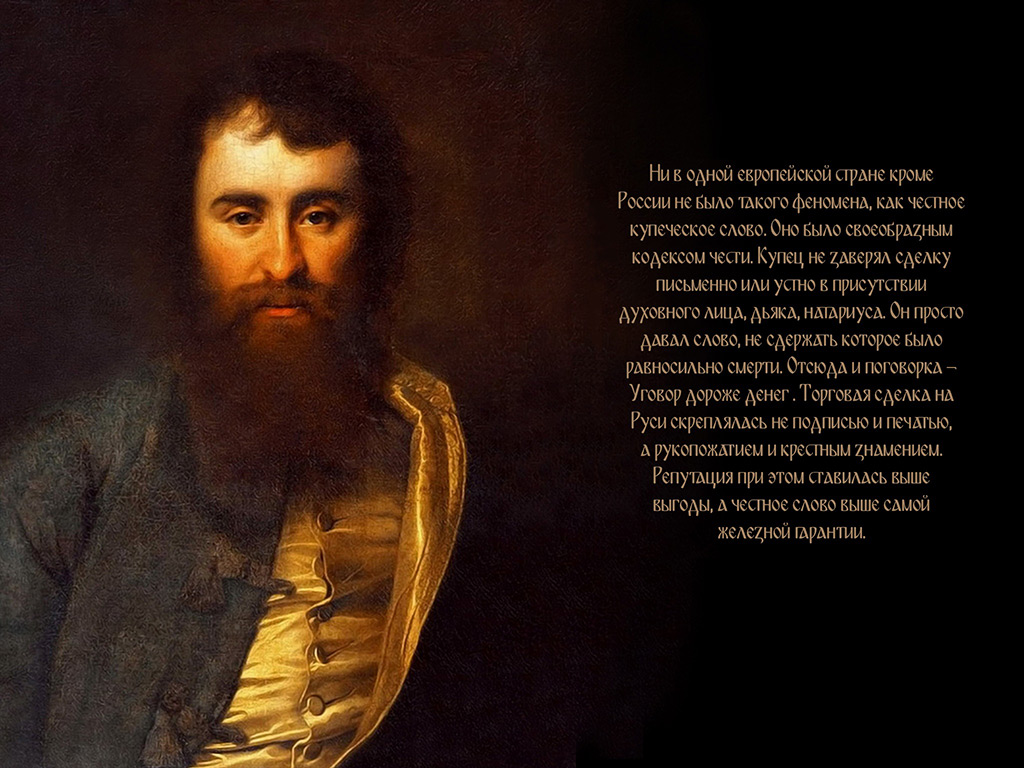 Ни в одной европейской стране кроме
России не было такого феномена, как честное
купеческое слово. Оно было своеобразным
кодексом чести. Купец не заверял сделку
письменно или устно в присутствии
духовного лица, дьяка, натариуса. Он просто
давал слово, не сдержать которое было
равносильно смерти. Отсюда и поговорка –
Уговор дороже денег . Торговая сделка на
Руси скреплялась не подписью и печатью,
а рукопожатием и крестным знамением.
Репутация при этом ставилась выше
выгоды, а честное слово выше самой
железной гарантии.